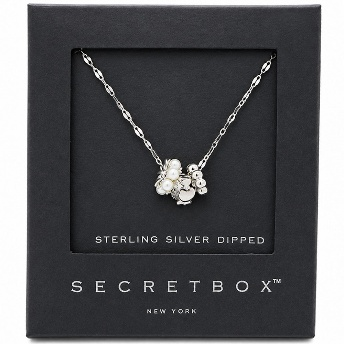 STERLING SILVER DIPPED
SECRETBOX™
NEW YORK